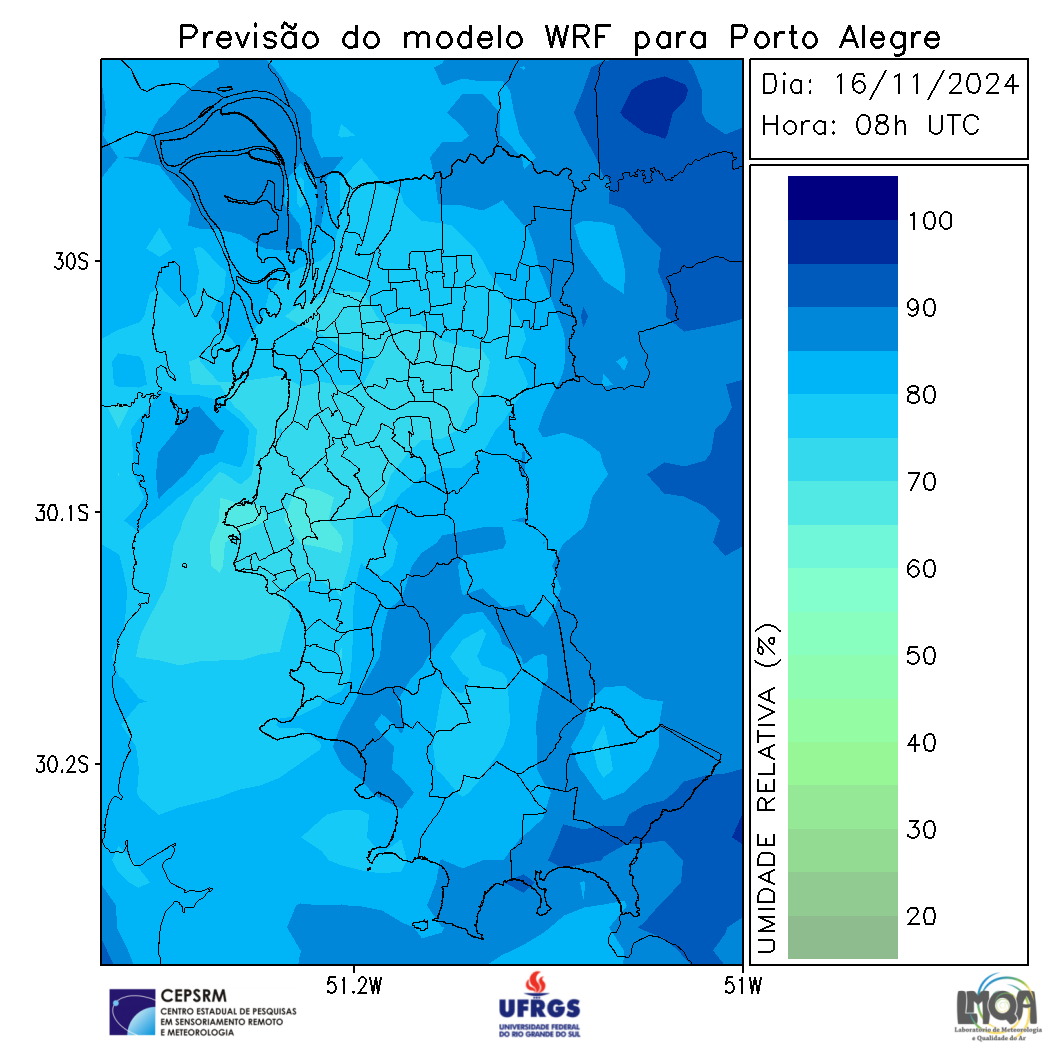 Previsão do modelo WRF para Porto Alegre
Dia: 16/11/2024
Hora: 08h UTC
30S
30.1S
30.2S
51.2W
51W
UMIDADE RELATIVA (%)
100
90
80
70
60
50
40
30
20
CEPSRM
CENTRO ESTADUAL DE PESQUISAS
EM SENSORIAMENTO REMOTO
E METEOROLOGIA
UFRGS
UNIVERSIDADE FEDERAL
DO RIO GRANDE DO SUL
LMQA
Laboratório de Meteorologia
e Qualidade do Ar